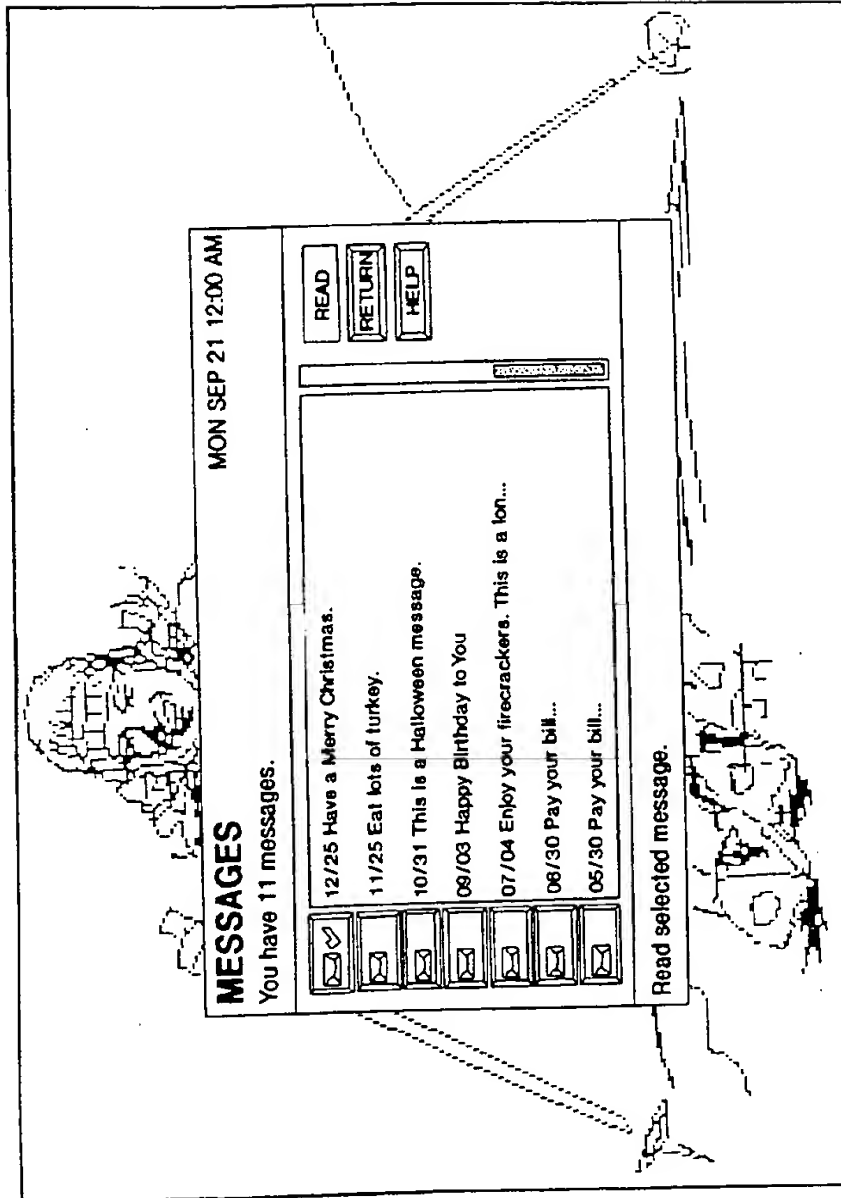 MESSAGES MON SEP 21 12:00 AM
You have 11 messages.
12/25 Have a Merry Christmas.
11/25 Eat lots of turkey.
10/31 This is a Halloween message.
09/03 Happy Birthday to You
07/04 Enjoy your firecrackers. This is a lon...
06/30 Pay your bill...
05/30 Pay your bill...
READ
RETURN
HELP
Read selected message.